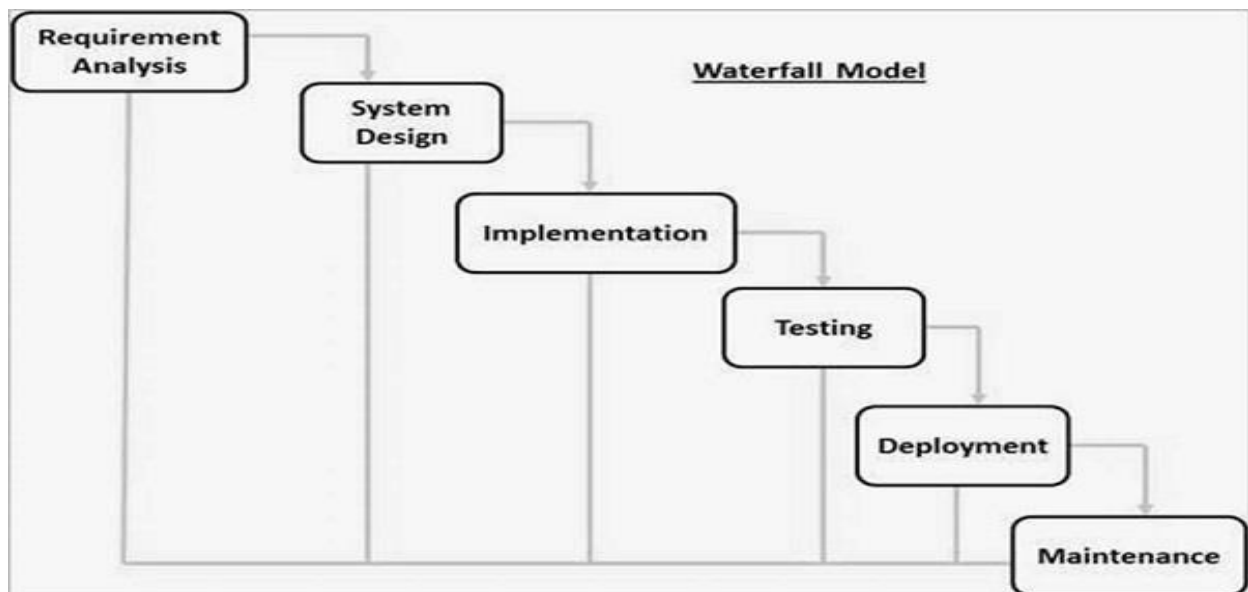 Requirement
Analysis
Waterfall Model
System
Design
Implementation
Testing
Deployment
Maintenance